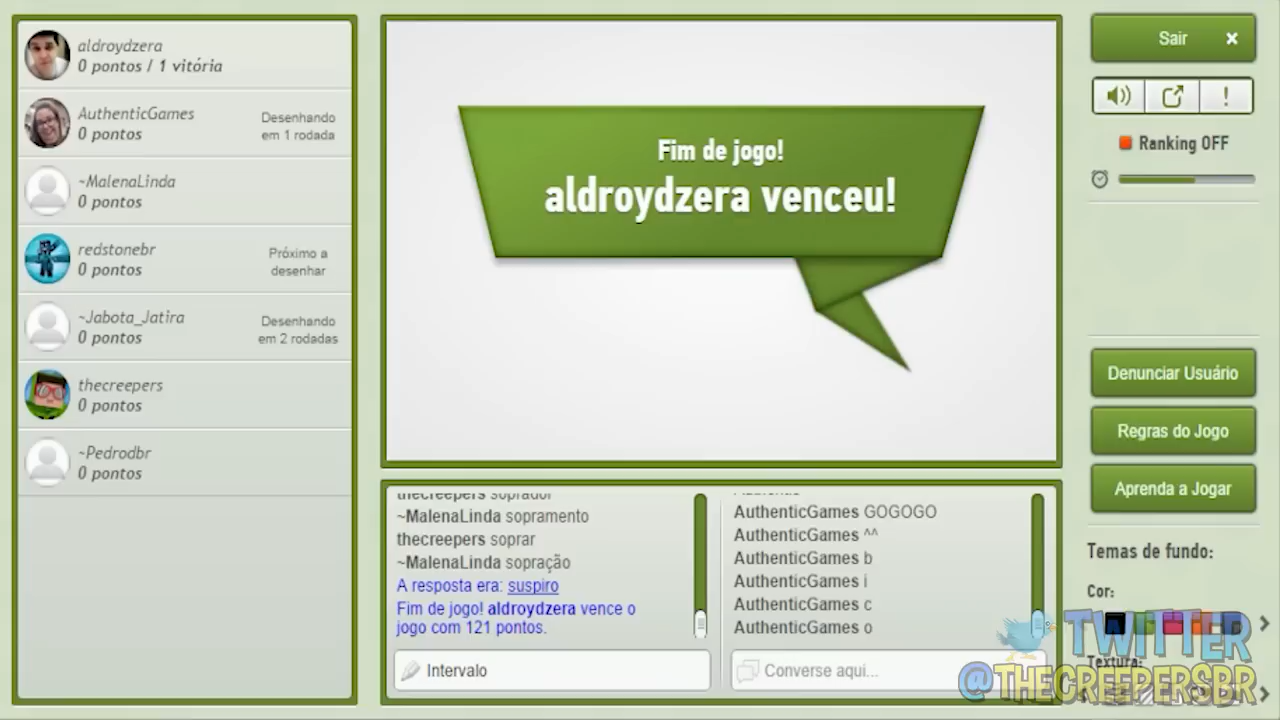 aldroydzera
0 pontos / 1 vitória
AuthenticGames
0 pontos
Desenhando
em 1 rodada
~MalenaLinda
0 pontos
redstonebr
0 pontos
Próximo a
desenhar
~Jabota_Jatira
0 pontos
Desenhando
em 2 rodadas
thecreepers
0 pontos
~Pedrodbr
0 pontos
Fim de jogo!
aldroydzera venceu!
thecreepers soprador
~MalenaLinda sopramento
thecreepers soprar
~MalenaLinda sopração
A resposta era: suspiro
Fim de jogo! aldroydzera vence o
jogo com 121 pontos.
Intervalo
AuthenticGames GOGOGO
AuthenticGames ^^
AuthenticGames b
AuthenticGames i
AuthenticGames c
AuthenticGames o
Converse aqui...
Sair ×
!
Ranking OFF
Denunciar Usuário
Regras do Jogo
Aprenda a Jogar
Temas de fundo:
Cor:
TWITTER
Textura:
@THECREEPERSBR